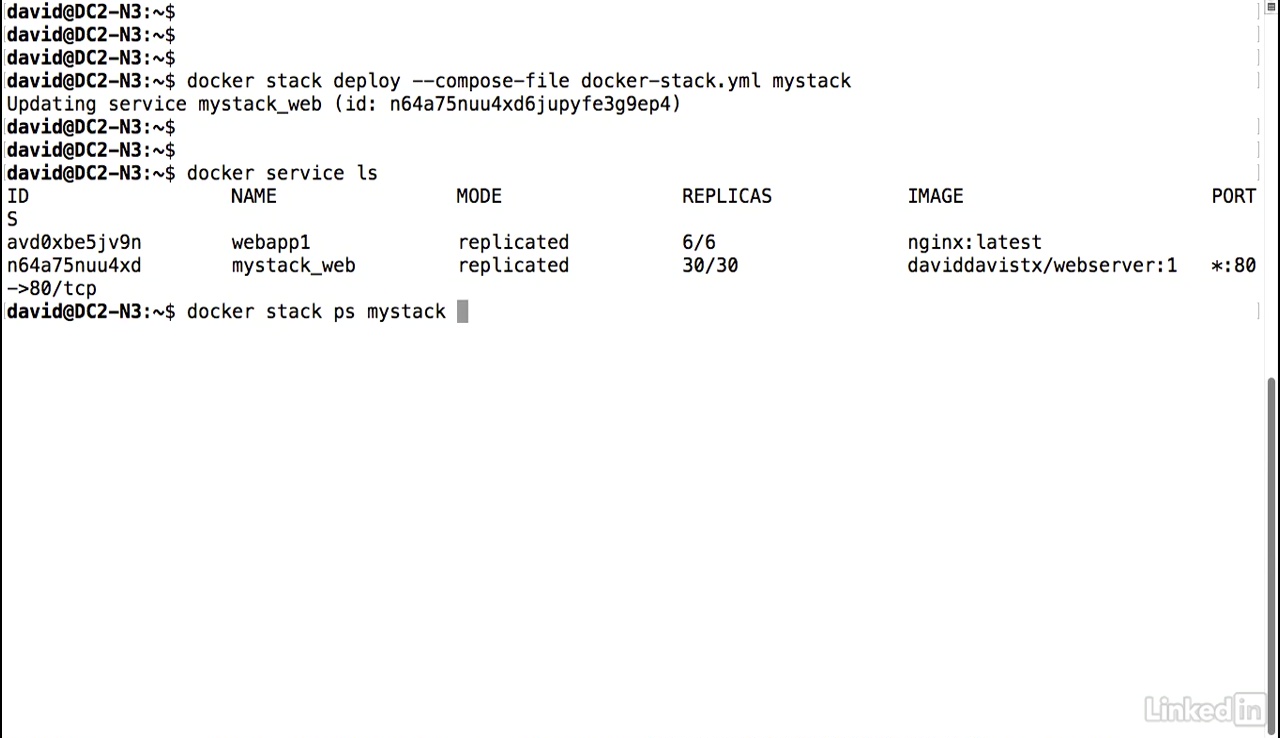 david@DC2-N3:~$
david@DC2-N3:~$
david@DC2-N3:~$
david@DC2-N3:~$ docker stack deploy --compose-file docker-stack.yml mystack
Updating service mystack_web (id: n64a75nuu4xd6jupyfe3g9ep4)
david@DC2-N3:~$
david@DC2-N3:~$
david@DC2-N3:~$ docker service ls
ID NAME MODE REPLICAS IMAGE PORT
S
avd0xbe5jv9n webapp1 replicated 6/6 nginx:latest
n64a75nuu4xd mystack_web replicated 30/30 daviddavistx/webserver:1 *:80
->80/tcp
david@DC2-N3:~$ docker stack ps mystack
Linked in